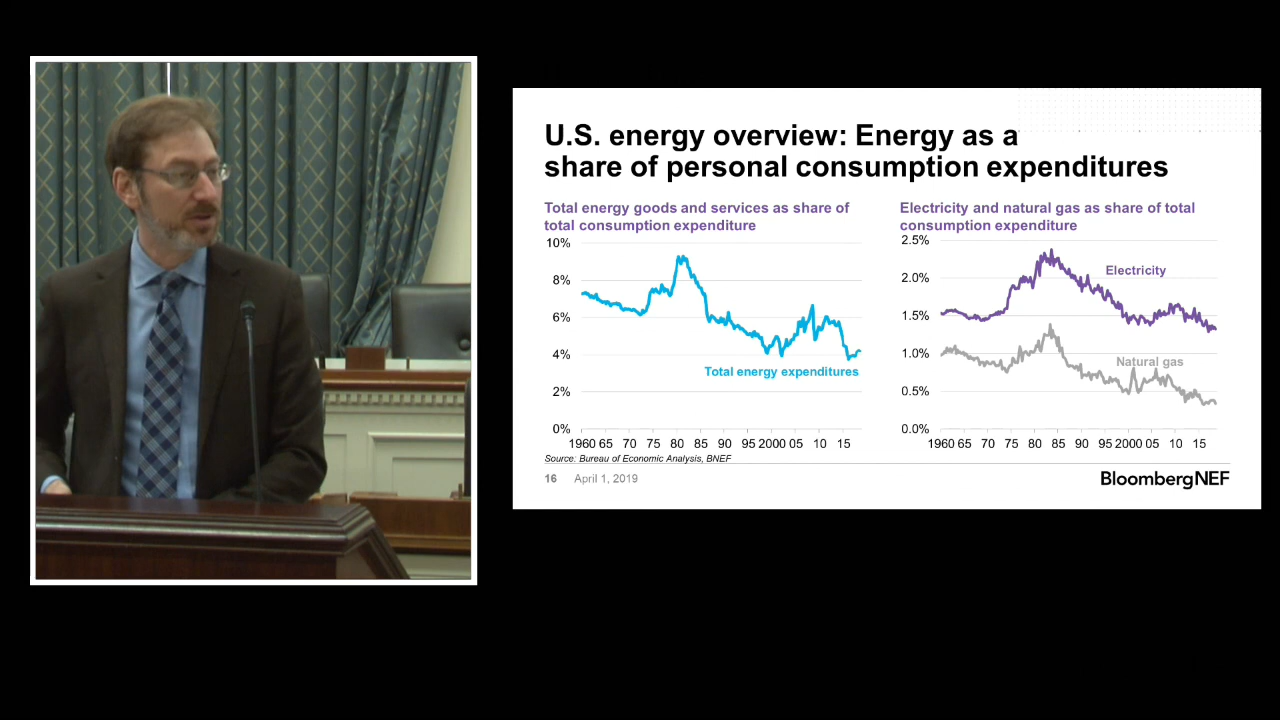 U.S. energy overview: Energy as a
share of personal consumption expenditures
Total energy goods and services as share of
total consumption expenditure
10%
8%
6%
4%
2%
0%
Total energy expenditures
1960 65 70 75 80 85 90 95 2000 05 10 15
Source: Bureau of Economic Analysis, BNEF
Electricity and natural gas as share of total
consumption expenditure
2.5%
2.0%
1.5%
1.0%
0.5%
0.0%
Electricity
Natural gas
1960 65 70 75 80 85 90 95 2000 05 10 15
16 April 1, 2019
BloombergNEF